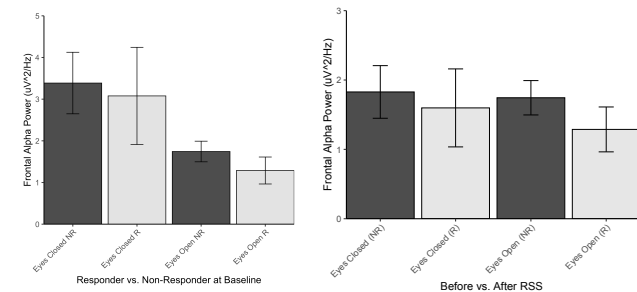 Frontal Alpha Power (uV^2/Hz)
5
4
3
2
1
0
Eyes Closed NR
Eyes Closed R
Eyes Open NR
Eyes Open R
Responder vs. Non-Responder at Baseline
Frontal Alpha Power (uV^2/Hz)
3
2
1
0
Eyes Closed (NR)
Eyes Closed (R)
Eyes Open (NR)
Eyes Open (R)
Before vs. After RSS